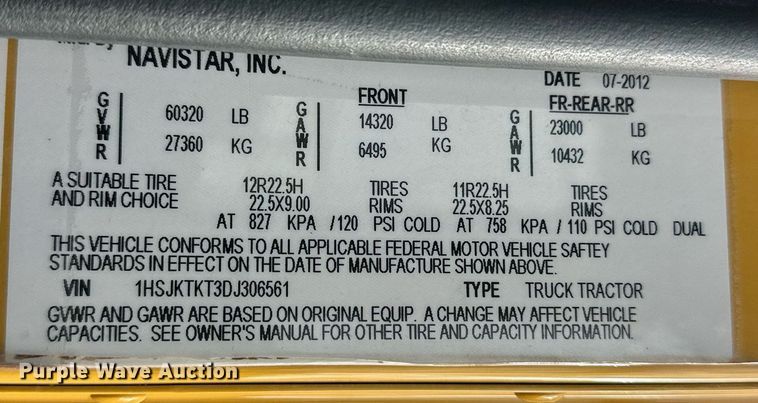 Mfd. by
NAVISTAR, INC.
DATE 07-2012
GVWR 60320 LB 27360 KG
GAWR FRONT 14320 LB 6495 KG
GAWR FR-REAR-RR 23000 LB 10432 KG
A SUITABLE TIRE 12R22.5H TIRES 11R22.5H TIRES
AND RIM CHOICE 22.5X9.00 RIMS 22.5X8.25 RIMS
AT 827 KPA /120 PSI COLD AT 758 KPA / 110 PSI COLD DUAL
THIS VEHICLE CONFORMS TO ALL APPLICABLE FEDERAL MOTOR VEHICLE SAFTEY
STANDARDS IN EFFECT ON THE DATE OF MANUFACTURE SHOWN ABOVE.
VIN 1HSJKTKT3DJ306561 TYPE TRUCK TRACTOR
GVWR AND GAWR ARE BASED ON ORIGINAL EQUIP. A CHANGE MAY AFFECT VEHICLE
CAPACITIES. SEE OWNER'S MANUAL FOR OTHER TIRE AND CAPACITY INFORMATION.
Purple Wave Auction